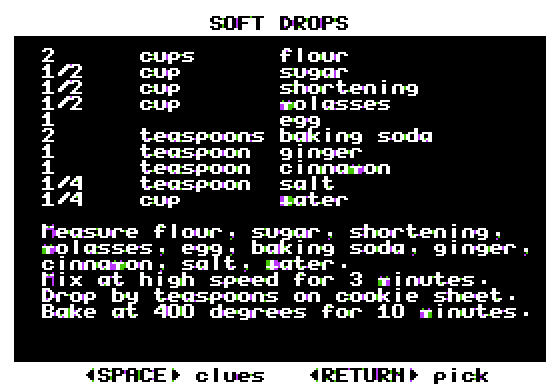 SOFT DROPS
2 cups flour
1/2 cup sugar
1/2 cup shortening
1/2 cup molasses
1 egg
2 teaspoons baking soda
1 teaspoon ginger
1 teaspoon cinnamon
1/4 teaspoon salt
1/4 cup water
Measure flour, sugar, shortening,
molasses, egg, baking soda, ginger,
cinnamon, salt, water.
Mix at high speed for 3 minutes.
Drop by teaspoons on cookie sheet.
Bake at 400 degrees for 10 minutes.
◀SPACE▶ clues ◀RETURN▶ pick